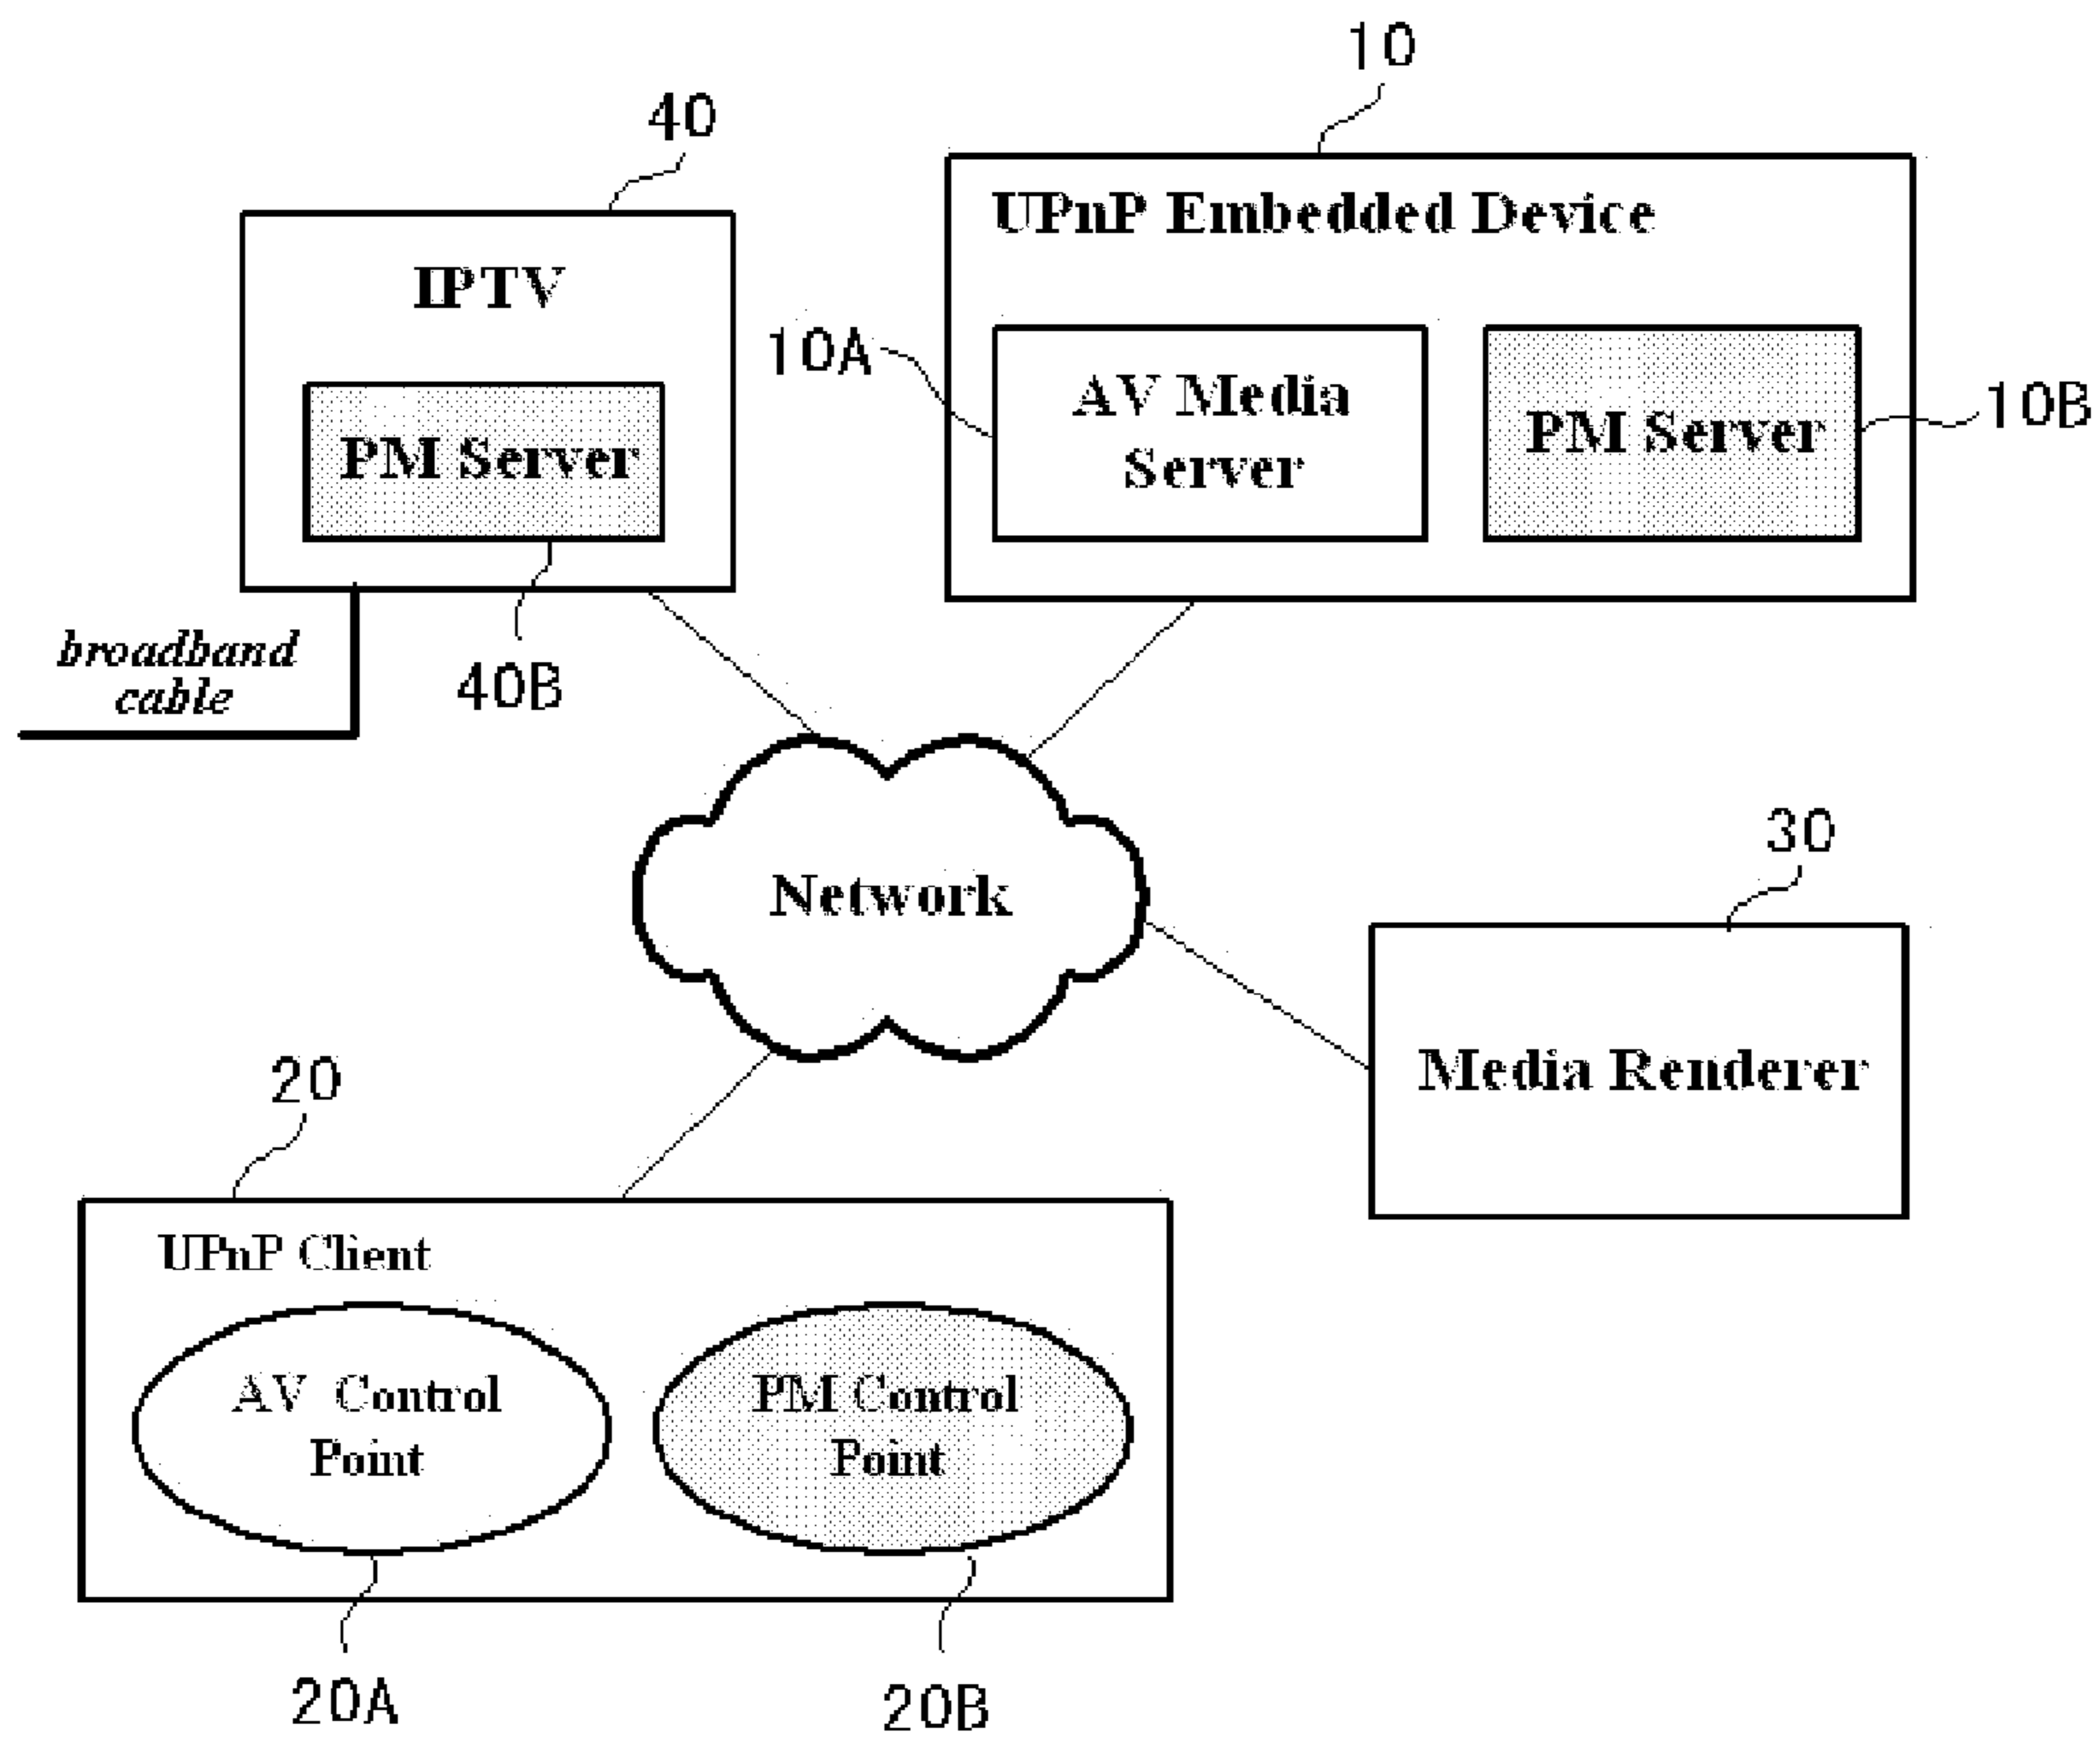 10
40
UPnP Embedded Device
IPTV
10A
AV Media
Server
PM Server
10B
PM Server
broadband
cable
40B
30
Network
Media Renderer
20
UPnP Client
AV Control
Point
PM Control
Point
20A
20B